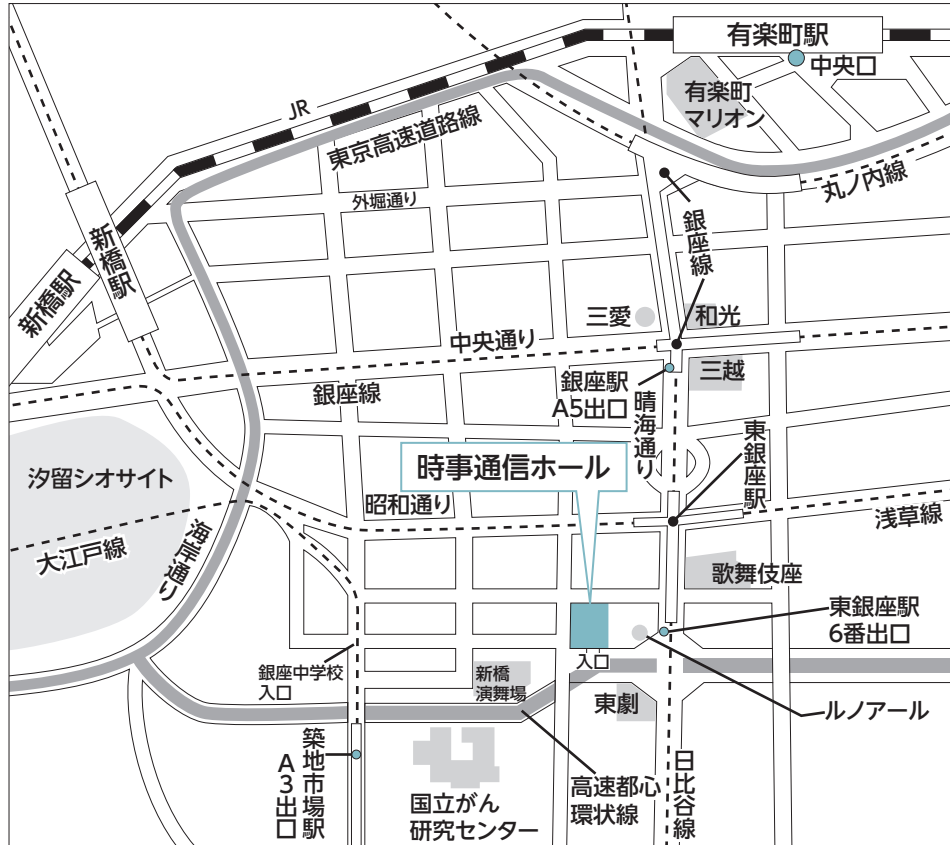 有楽町駅
中央口
有楽町
マリオン
JR
東京高速道路線
丸ノ内線
外堀通り
銀座線
新橋駅
新橋駅
三愛
和光
中央通り
三越
銀座線
銀座駅
A5出口
晴海通り
東銀座駅
時事通信ホール
汐留シオサイト
昭和通り
浅草線
大江戸線
海岸通り
歌舞伎座
東銀座駅
6番出口
入口
銀座中学校
入口
新橋
演舞場
東劇
ルノアール
築地市場駅
A3出口
高速都心
環状線
日比谷線
国立がん
研究センター